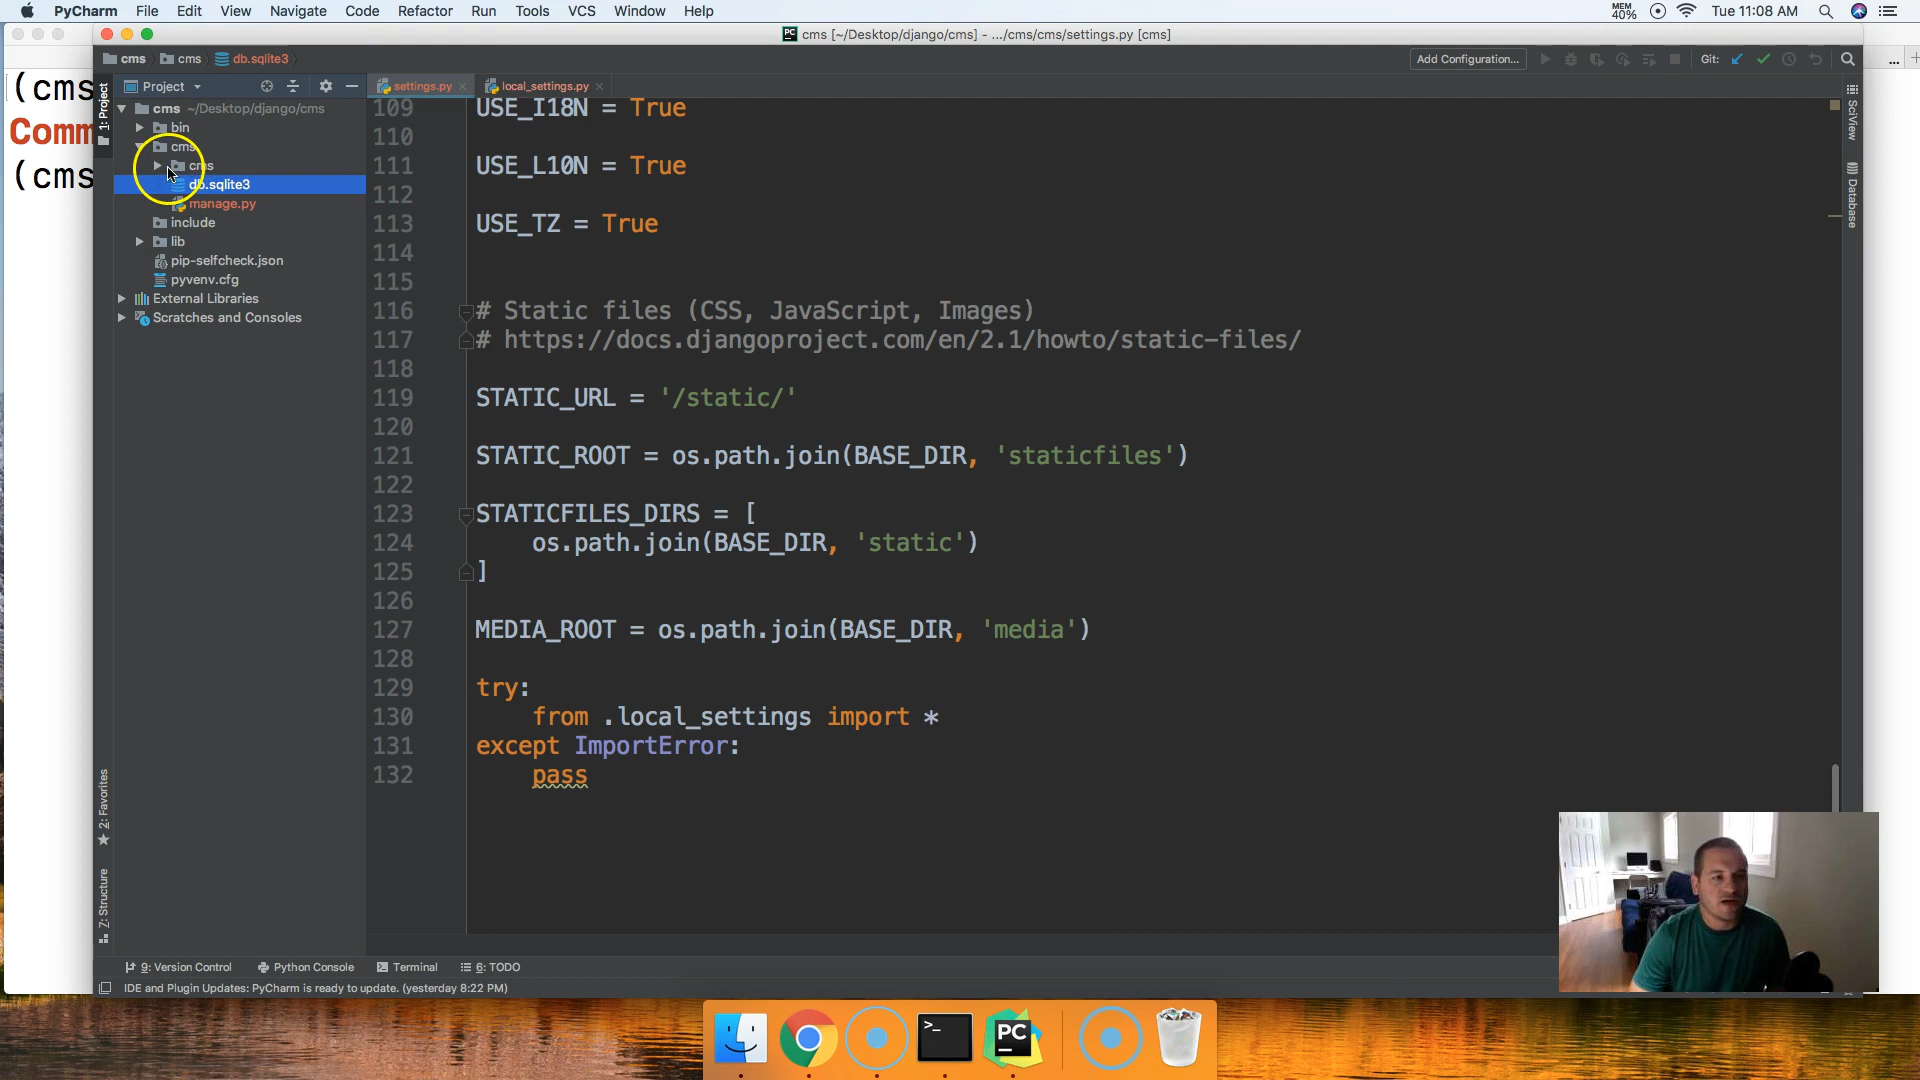 PyCharm File Edit View Navigate Code Refactor Run Tools VCS Window Help
MEM 40% Tue 11:08 AM
cms [~/Desktop/django/cms] - .../cms/cms/settings.py [cms]
cms cms db.sqlite3 Add Configuration... Git:
(cms
Comm
(cms
1: Project
2: Favorites
7: Structure
Project
settings.py local_settings.py
cms ~/Desktop/django/cms
bin
cms
cms
db.sqlite3
manage.py
include
lib
pip-selfcheck.json
pyvenv.cfg
External Libraries
Scratches and Consoles
109 USE_I18N = True
110
111 USE_L10N = True
112
113 USE_TZ = True
114
115
116 # Static files (CSS, JavaScript, Images)
117 # https://docs.djangoproject.com/en/2.1/howto/static-files/
118
119 STATIC_URL = '/static/'
120
121 STATIC_ROOT = os.path.join(BASE_DIR, 'staticfiles')
122
123 STATICFILES_DIRS = [
124 os.path.join(BASE_DIR, 'static')
125 ]
126
127 MEDIA_ROOT = os.path.join(BASE_DIR, 'media')
128
129 try:
130 from .local_settings import *
131 except ImportError:
132 pass
SciView
Database
9: Version Control Python Console Terminal 6: TODO
IDE and Plugin Updates: PyCharm is ready to update. (yesterday 8:22 PM)
>_
PC